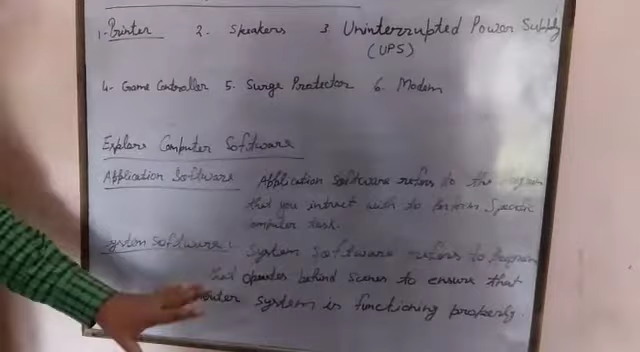 1. Printer 2. Speakers 3 Uninterrupted Power Supply
(UPS)
4. Game Controller 5. Surge Protector 6. Modem
Explore Computer Software
Application Software Application Software refers to the program
that you intract with to perform Specific
computer task.
System Software: System Software refers to program
that operates behind Scenes to ensure that
computer system is functioning properly.